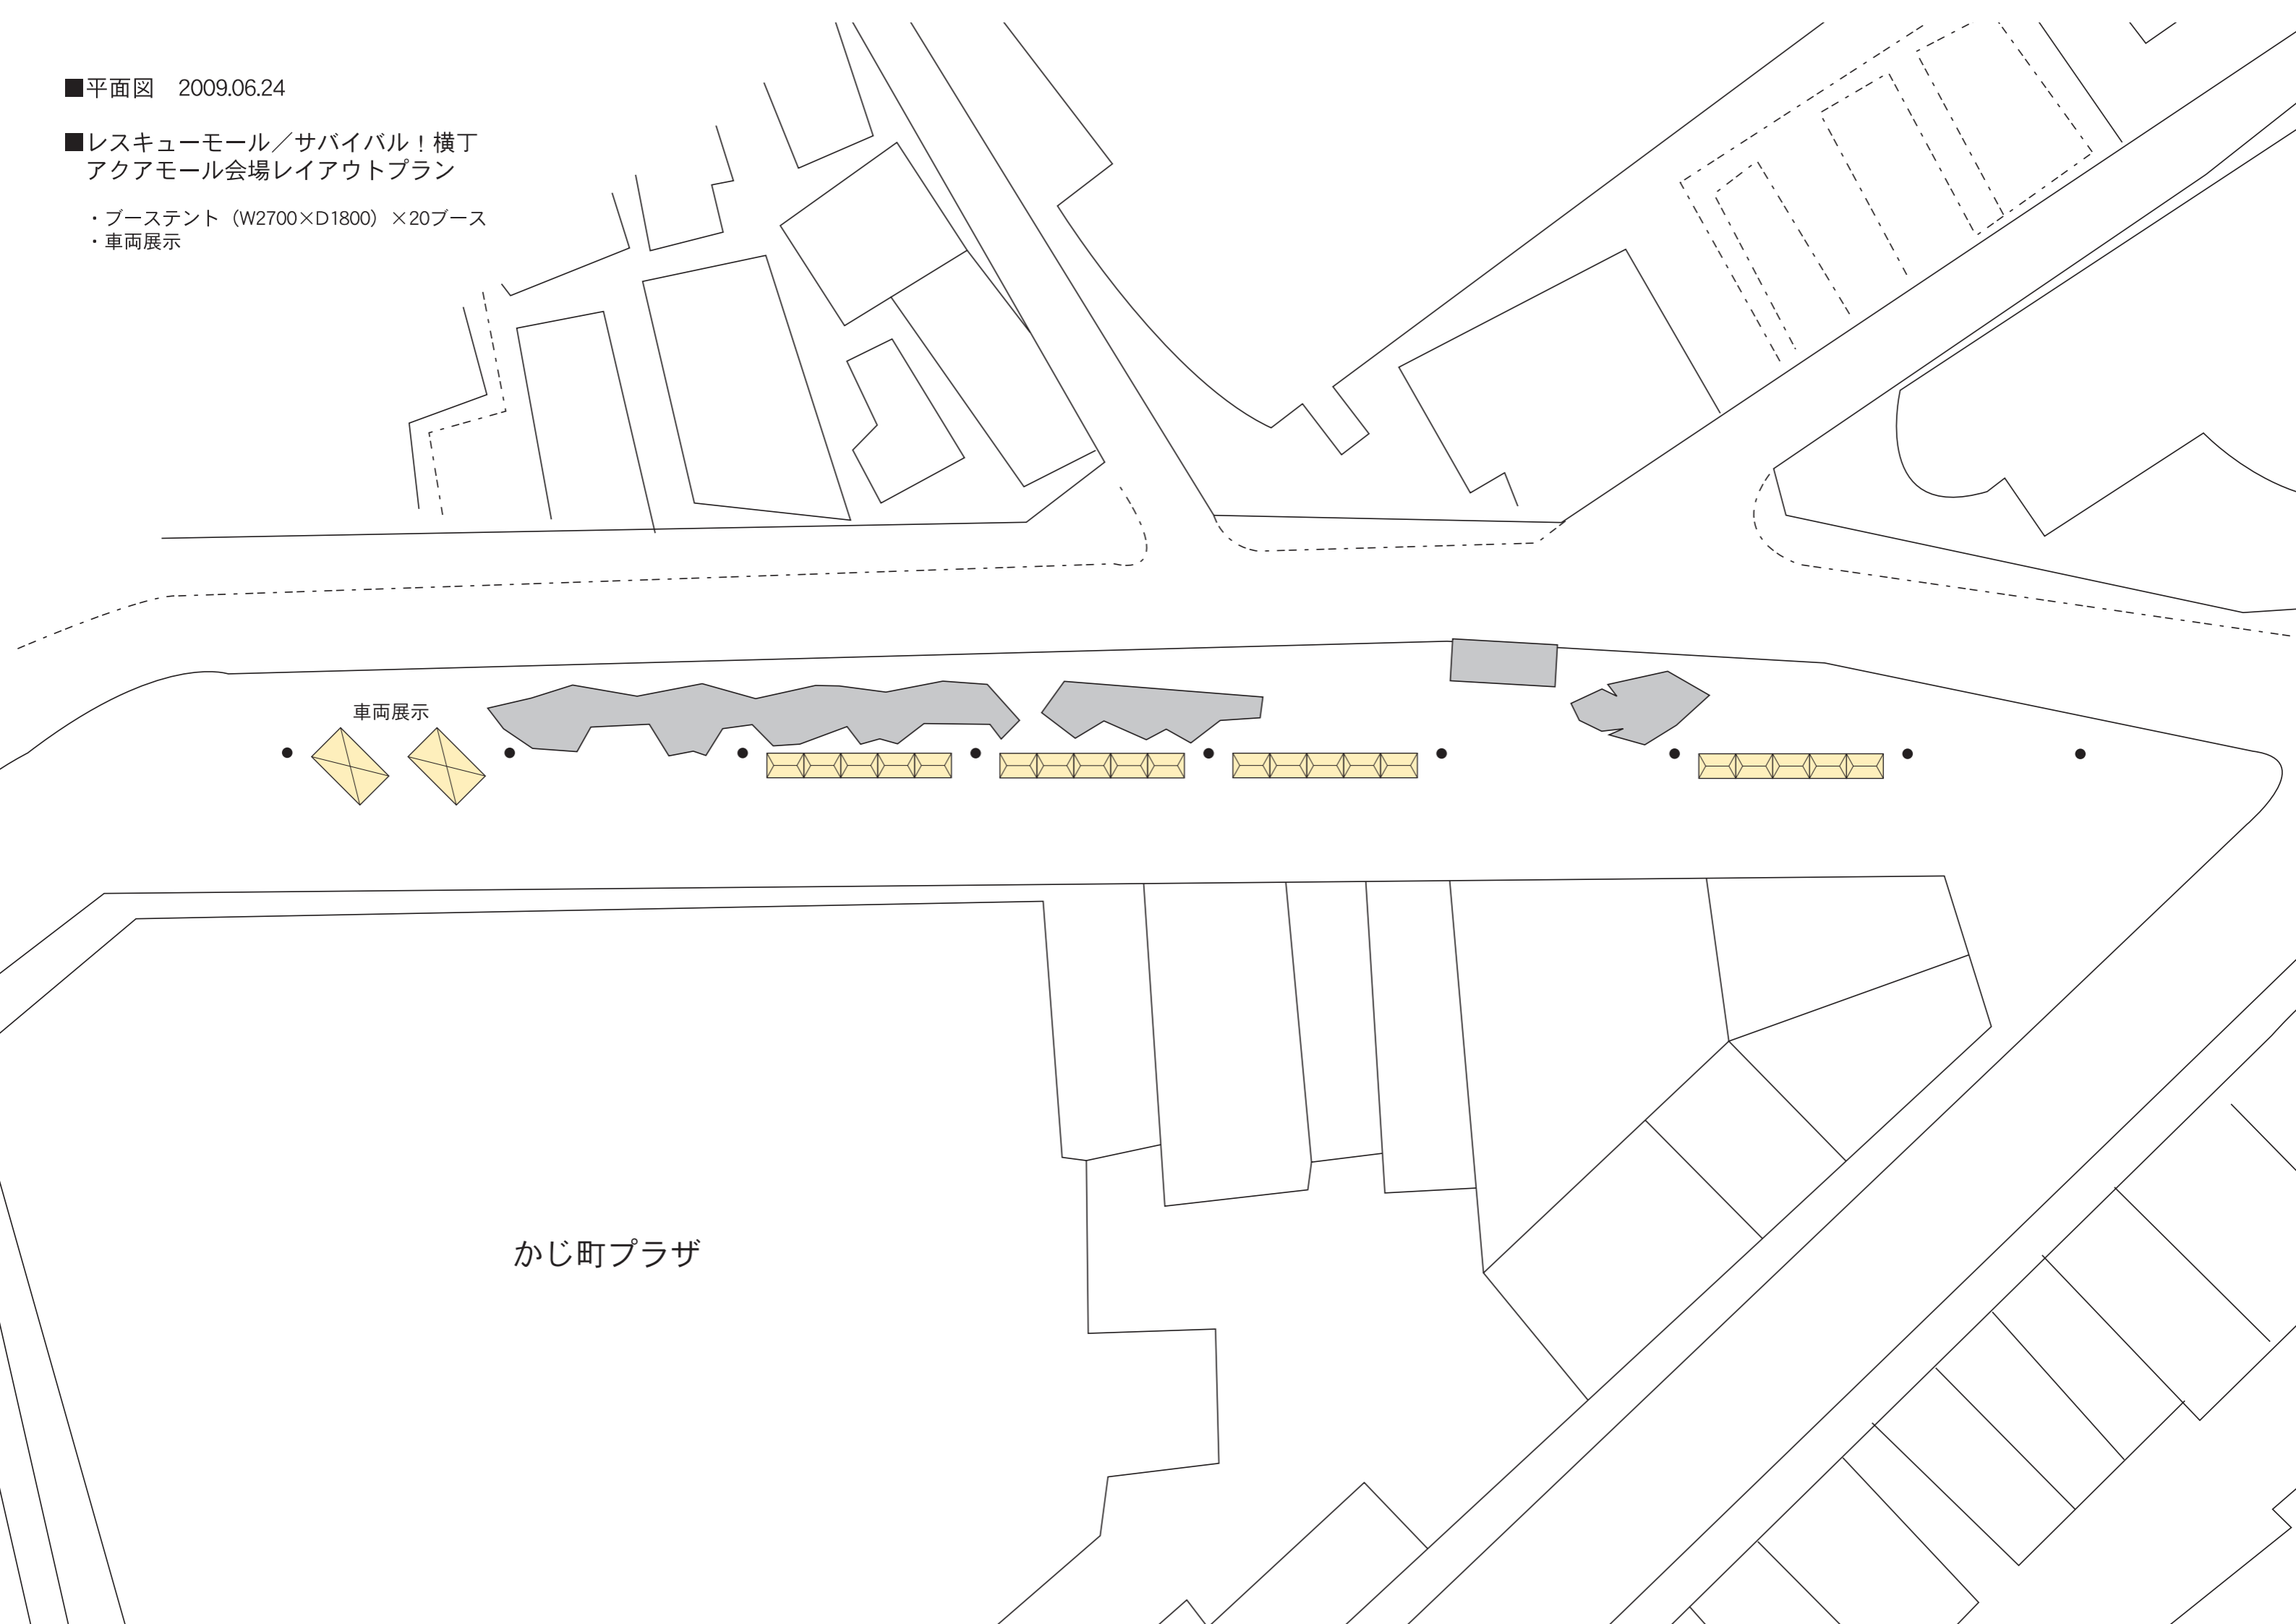 ■平面図　2009.06.24
■レスキューモール／サバイバル！横丁
アクアモール会場レイアウトプラン
・ブーステント（W2700×D1800）×20ブース
・車両展示
車両展示
かじ町プラザ